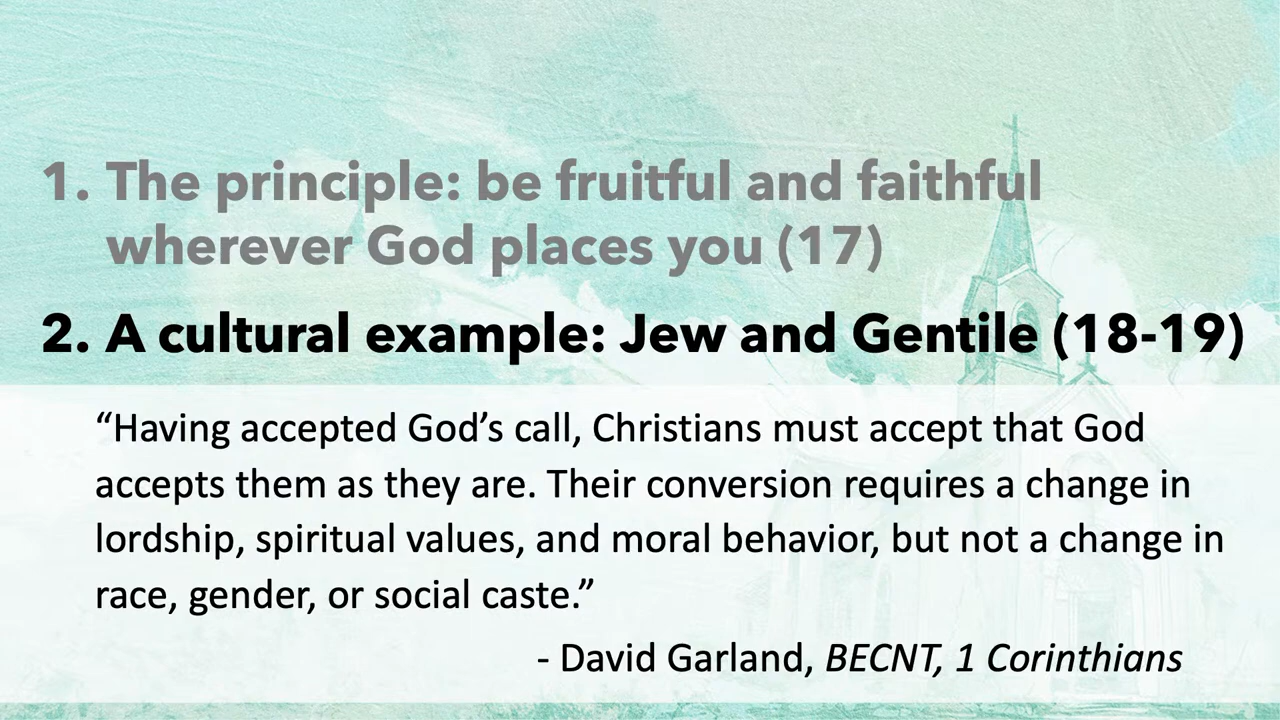 1. The principle: be fruitful and faithful
wherever God places you (17)
2. A cultural example: Jew and Gentile (18-19)
“Having accepted God’s call, Christians must accept that God
accepts them as they are. Their conversion requires a change in
lordship, spiritual values, and moral behavior, but not a change in
race, gender, or social caste.”
- David Garland, BECNT, 1 Corinthians